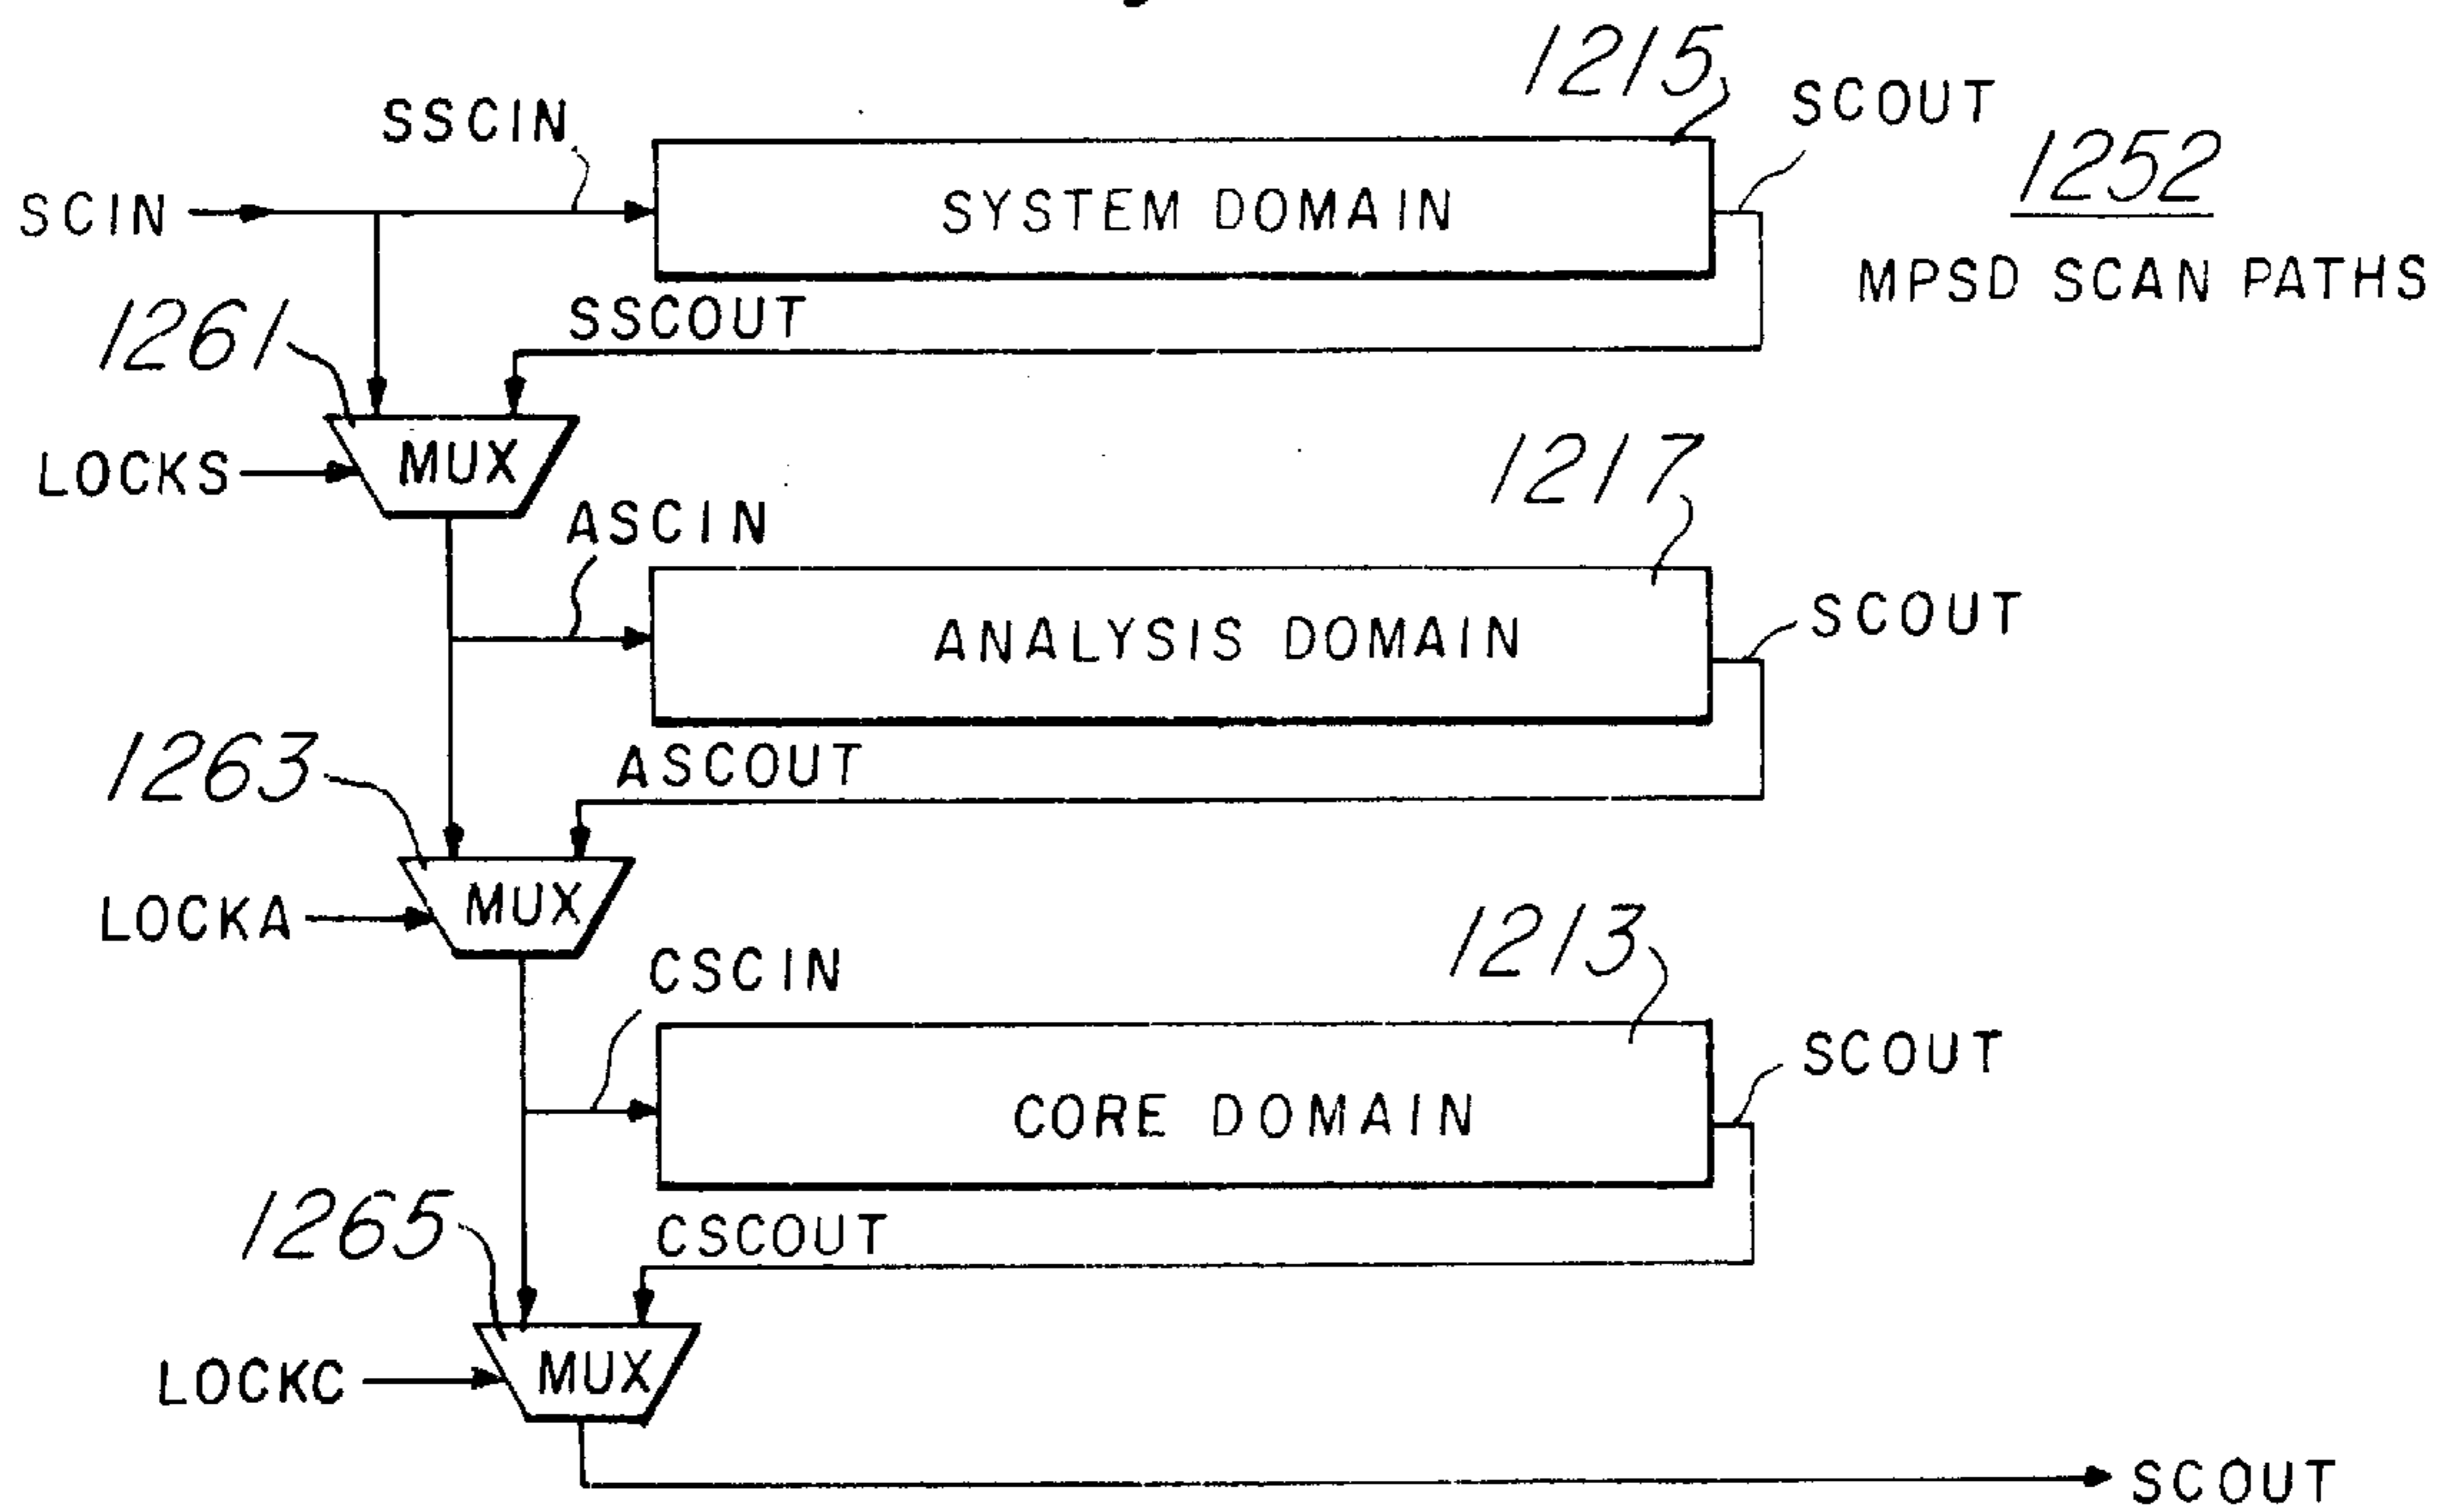 1215
SCOUT
SSCIN
1252
SCIN
SYSTEM DOMAIN
MPSD SCAN PATHS
SSCOUT
1261
LOCKS
MUX
1217
ASCIN
SCOUT
ANALYSIS DOMAIN
1263
ASCOUT
LOCKA
MUX
1213
CSCIN
SCOUT
CORE DOMAIN
1265
CSCOUT
LOCKC
MUX
SCOUT